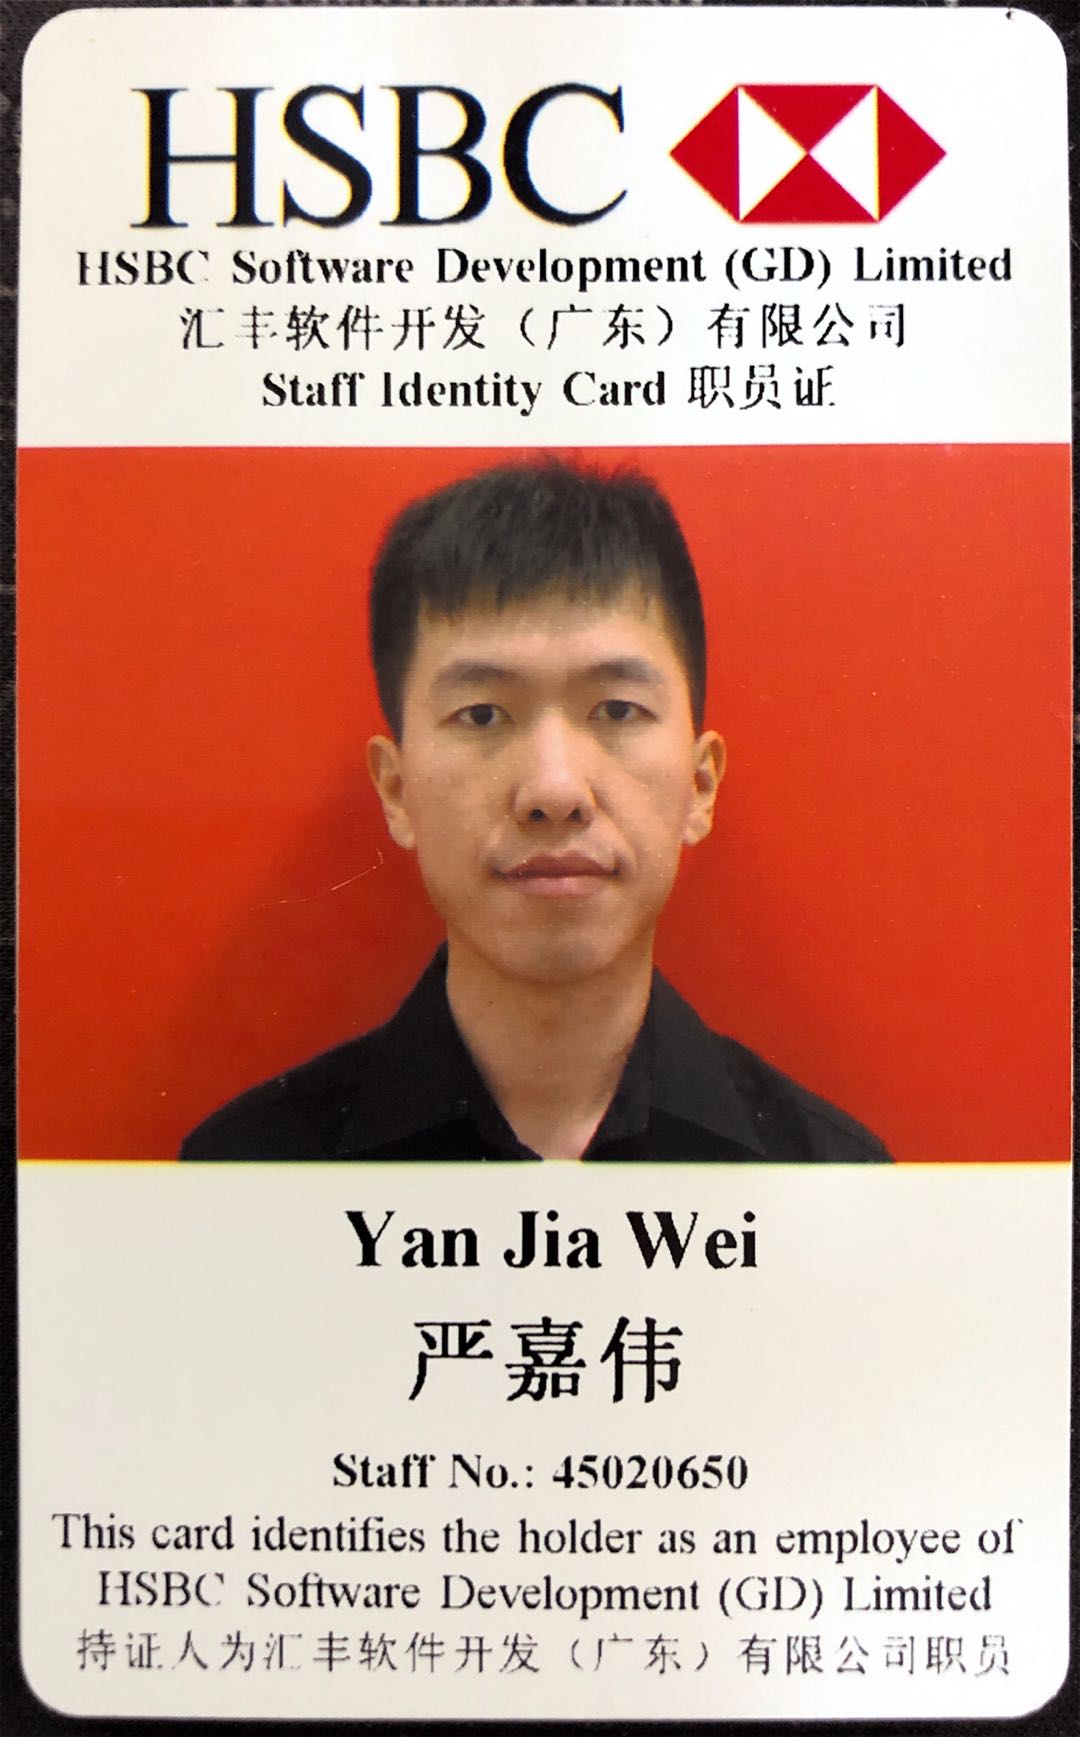 HSBC
HSBC Software Development (GD) Limited
汇丰软件开发（广东）有限公司
Staff Identity Card 职员证
Yan Jia Wei
严嘉伟
Staff No.: 45020650
This card identifies the holder as an employee of
HSBC Software Development (GD) Limited
持证人为汇丰软件开发（广东）有限公司职员